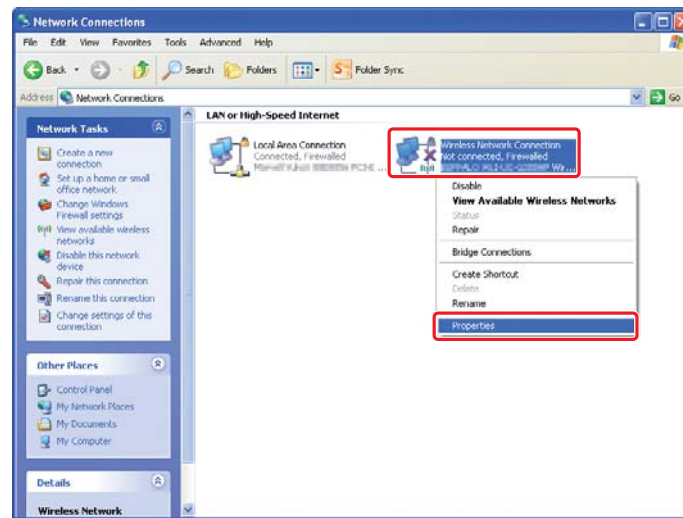 Network Connections
File Edit View Favorites Tools Advanced Help
Back Search Folders Folder Sync
Address Network Connections Go
Network Tasks
Create a new
connection
Set up a home or small
office network
Change Windows
Firewall settings
View available wireless
networks
Disable this network
device
Repair this connection
Rename this connection
Change settings of this
connection
Other Places
Control Panel
My Network Places
My Documents
My Computer
Details
Wireless Network
LAN or High-Speed Internet
Local Area Connection
Connected, Firewalled
Wireless Network Connection
Not connected, Firewalled
Wir...
Disable
View Available Wireless Networks
Status
Repair
Bridge Connections
Create Shortcut
Delete
Rename
Properties